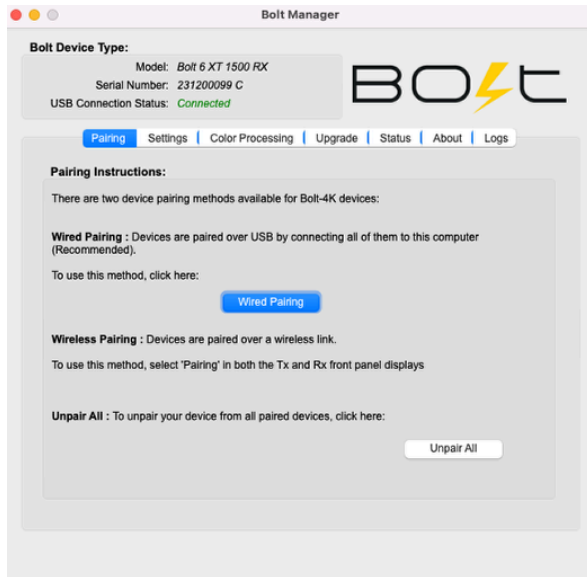 Bolt Manager
Bolt Device Type:
Model: Bolt 6 XT 1500 RX
Serial Number: 231200099 C
USB Connection Status: Connected
BOLT
Pairing Settings Color Processing Upgrade Status About Logs
Pairing Instructions:
There are two device pairing methods available for Bolt-4K devices:
Wired Pairing : Devices are paired over USB by connecting all of them to this computer
(Recommended).
To use this method, click here:
Wired Pairing
Wireless Pairing : Devices are paired over a wireless link.
To use this method, select 'Pairing' in both the Tx and Rx front panel displays
Unpair All : To unpair your device from all paired devices, click here:
Unpair All